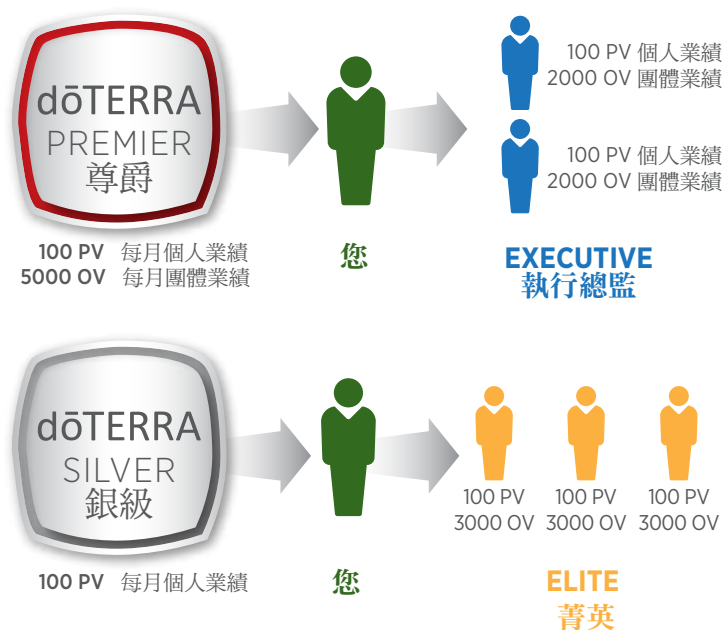 dōTERRA
PREMIER
尊爵
100 PV 每月個人業績
5000 OV 每月團體業績
您
100 PV 個人業績
2000 OV 團體業績
100 PV 個人業績
2000 OV 團體業績
EXECUTIVE
執行總監
dōTERRA
SILVER
銀級
100 PV 每月個人業績
您
100 PV 100 PV 100 PV
3000 OV 3000 OV 3000 OV
ELITE
菁英